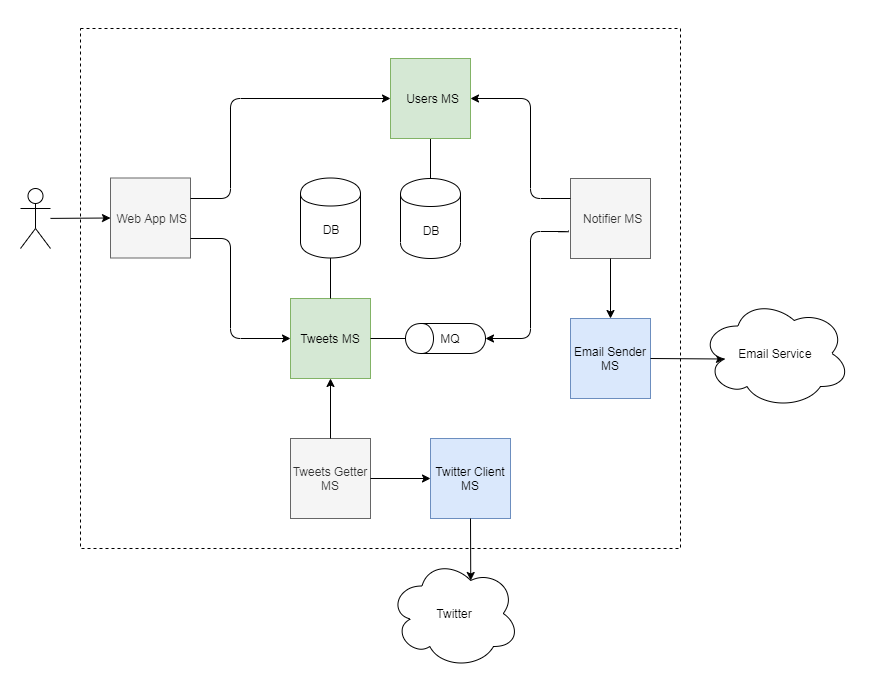 Users MS
Web App MS
DB
DB
Notifier MS
Tweets MS
MQ
Email Sender
MS
Email Service
Tweets Getter
MS
Twitter Client
MS
Twitter